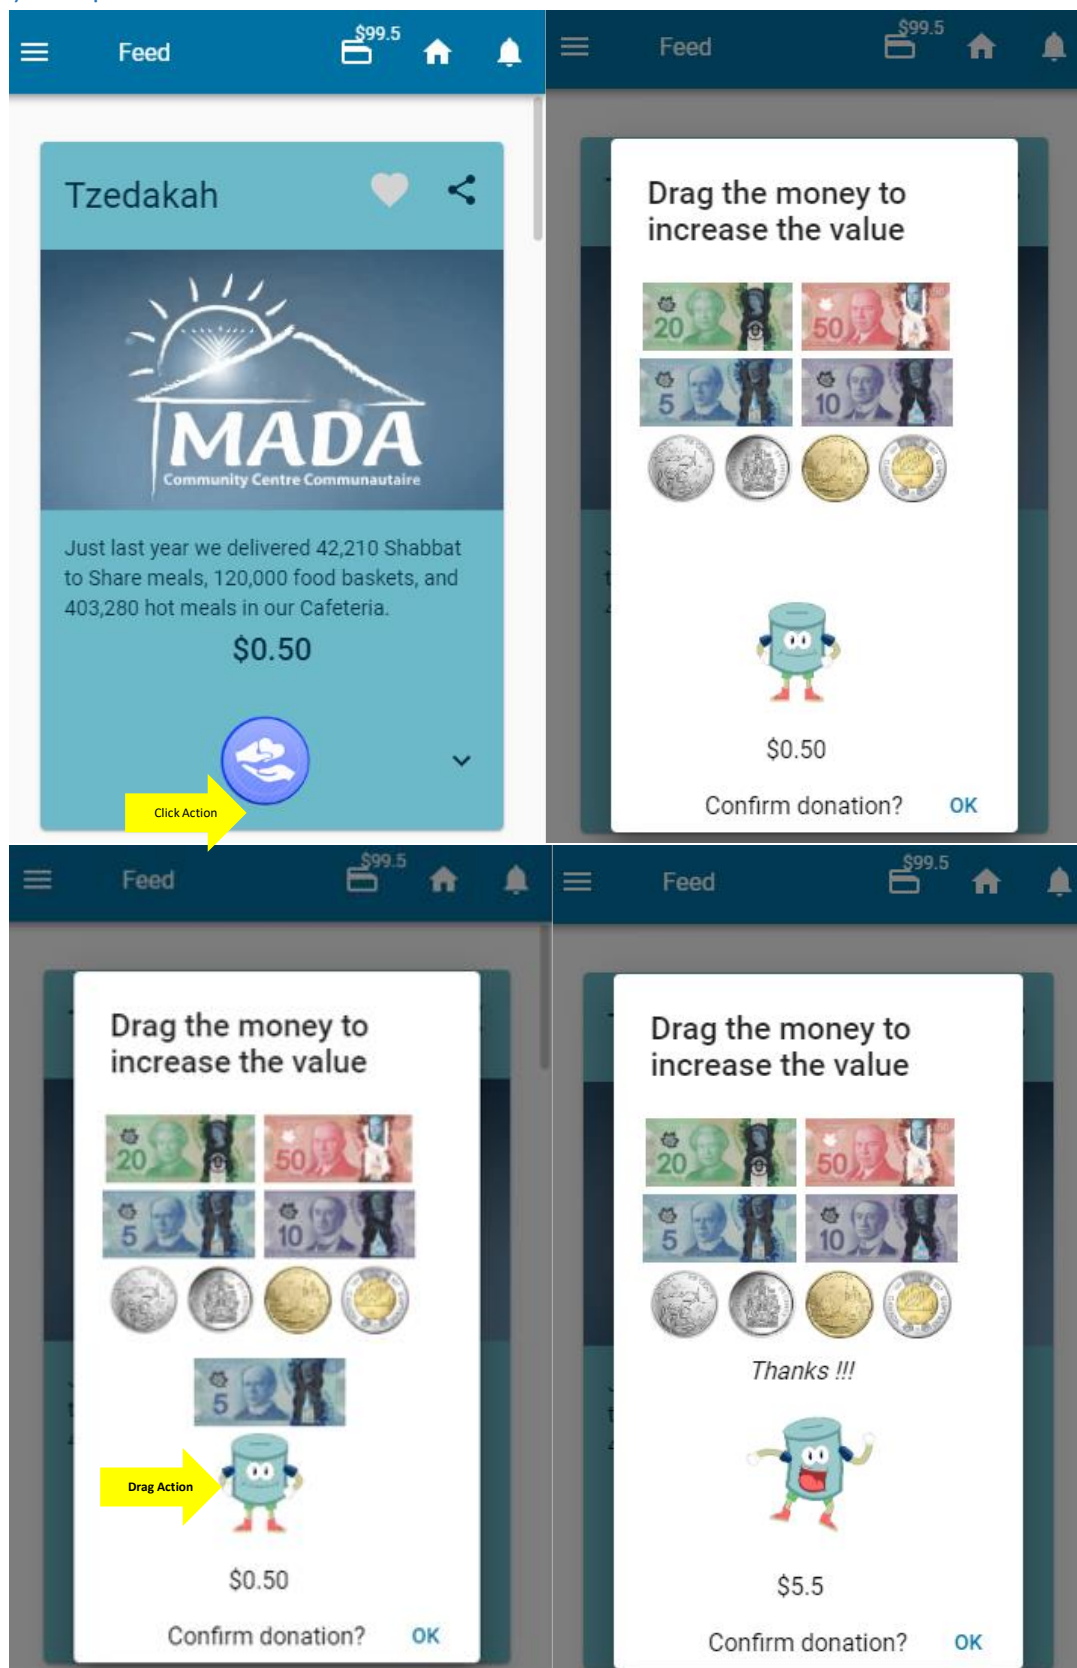 Feed
$99.5
Tzedakah
MADA
Community Centre Communautaire
Just last year we delivered 42,210 Shabbat
to Share meals, 120,000 food baskets, and
403,280 hot meals in our Cafeteria.
$0.50
Click Action
Feed
$99.5
Drag the money to
increase the value
20
50
5
10
$0.50
Confirm donation? OK
Feed
$99.5
Drag the money to
increase the value
20
50
5
10
5
Drag Action
$0.50
Confirm donation? OK
Feed
$99.5
Drag the money to
increase the value
20
50
5
10
Thanks !!!
$5.5
Confirm donation? OK